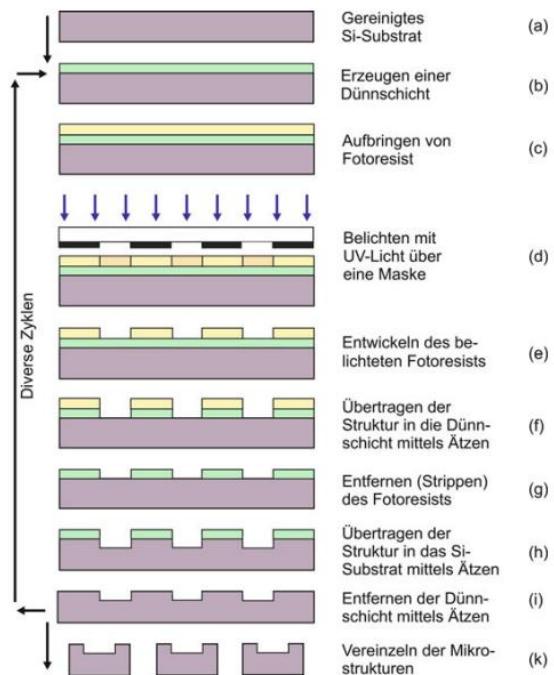 Gereinigtes
Si-Substrat
(a)
Erzeugen einer
Dünnschicht
(b)
Aufbringen von
Fotoresist
(c)
Belichten mit
UV-Licht über
eine Maske
(d)
Entwickeln des be-
lichteten Fotoresists
(e)
Übertragen der
Struktur in die Dünn-
schicht mittels Ätzen
(f)
Entfernen (Strippen)
des Fotoresists
(g)
Übertragen der
Struktur in das Si-
Substrat mittels Ätzen
(h)
Entfernen der Dünn-
schicht mittels Ätzen
(i)
Vereinzeln der Mikro-
strukturen
(k)
Diverse Zyklen